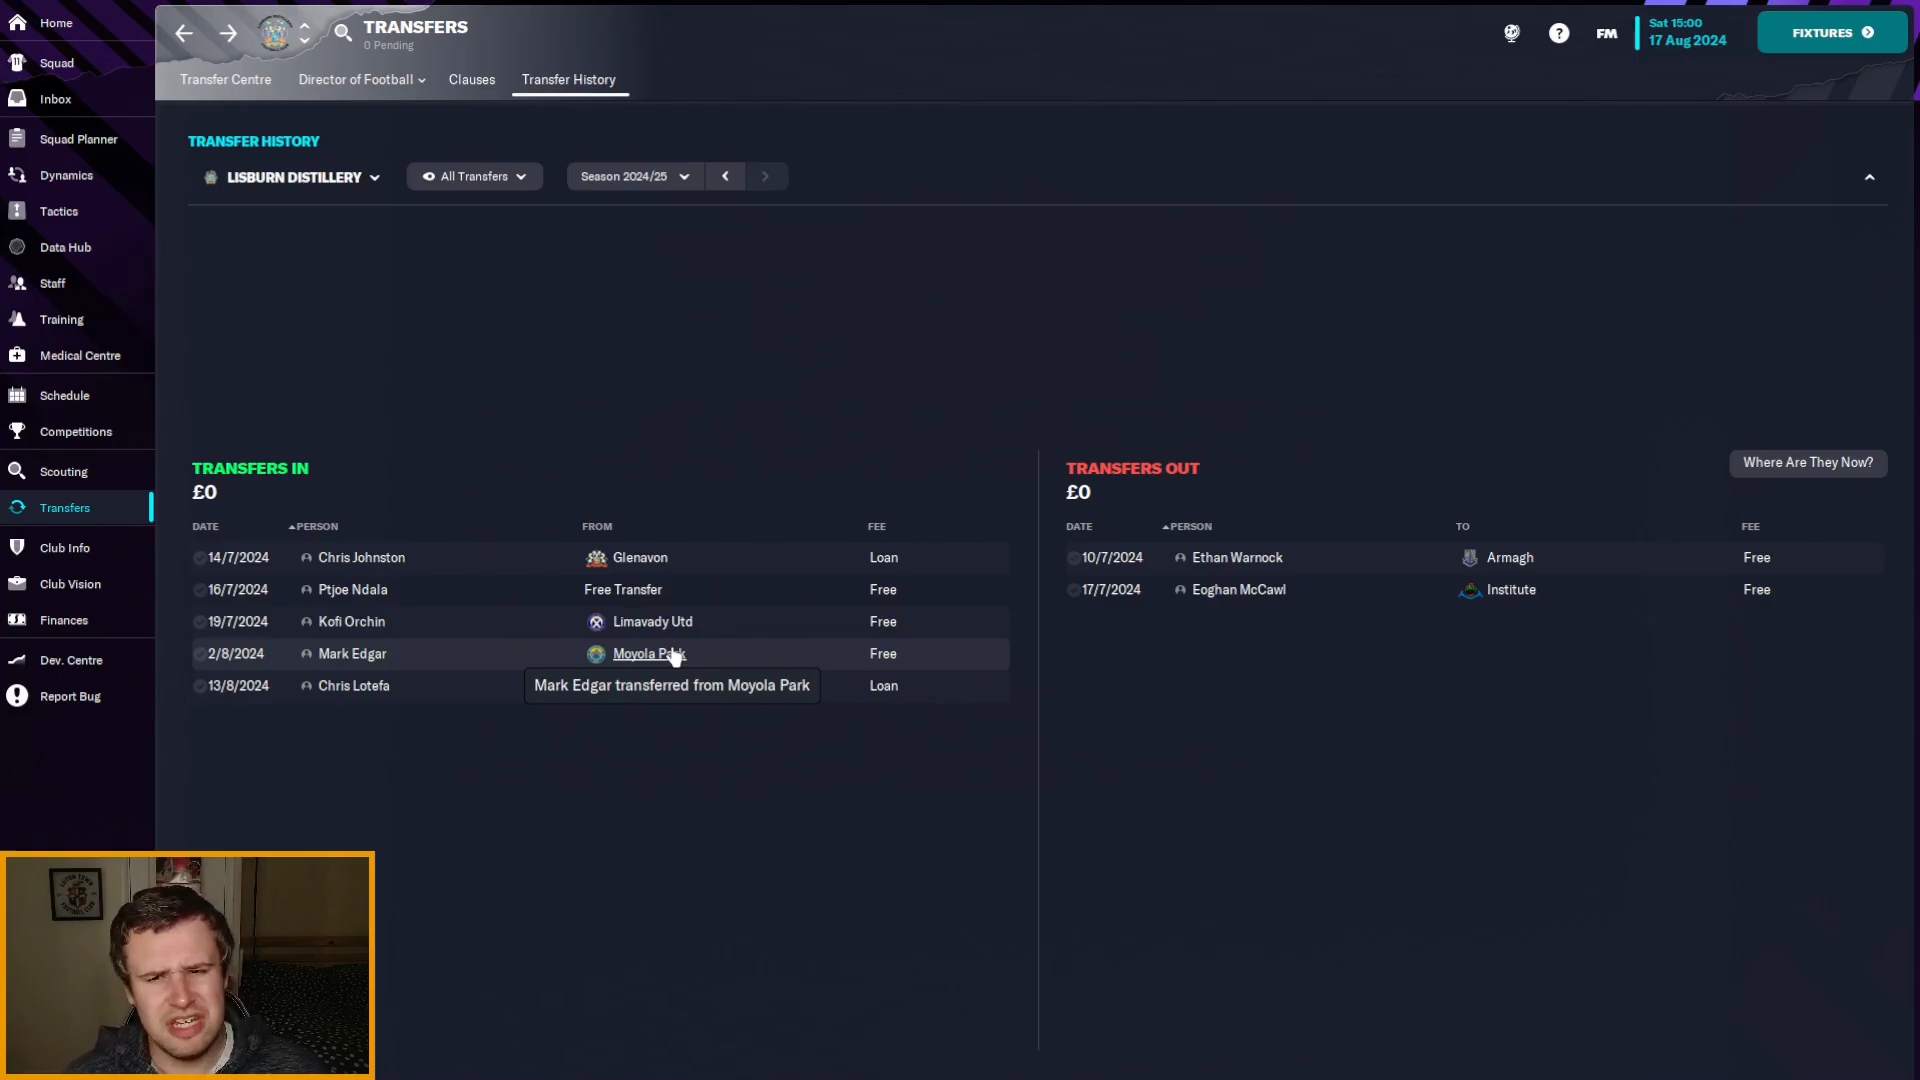 Home
Squad
Inbox
Squad Planner
Dynamics
Tactics
Data Hub
Staff
Training
Medical Centre
Schedule
Competitions
Scouting
Transfers
Club Info
Club Vision
Finances
Dev. Centre
Report Bug
TRANSFERS
0 Pending
FM
Sat 15:00
17 Aug 2024
FIXTURES
Transfer Centre Director of Football Clauses Transfer History
TRANSFER HISTORY
LISBURN DISTILLERY All Transfers Season 2024/25
TRANSFERS IN
£0
DATE PERSON FROM FEE
14/7/2024 Chris Johnston Glenavon Loan
16/7/2024 Ptjoe Ndala Free Transfer Free
19/7/2024 Kofi Orchin Limavady Utd Free
2/8/2024 Mark Edgar Moyola Park Free
13/8/2024 Chris Lotefa Loan
Mark Edgar transferred from Moyola Park
TRANSFERS OUT
£0
Where Are They Now?
DATE PERSON TO FEE
10/7/2024 Ethan Warnock Armagh Free
17/7/2024 Eoghan McCawl Institute Free
LUTON TOWN
FOOTBALL CLUB